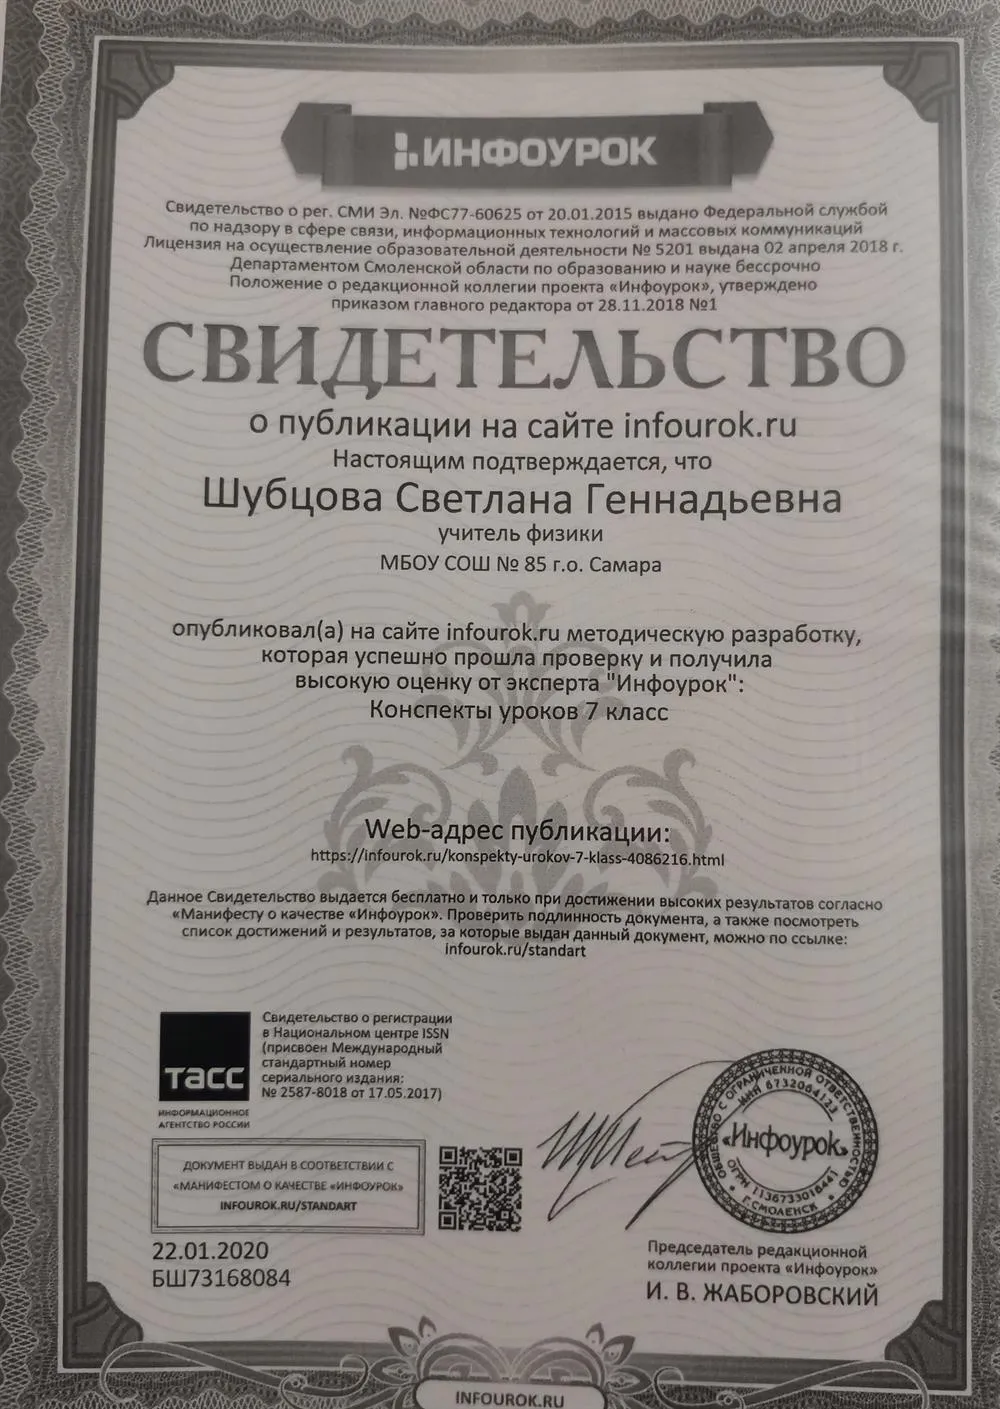 ИНФОУРОК
Свидетельство о рег. СМИ Эл. №ФС77-60625 от 20.01.2015 выдано Федеральной службой
по надзору в сфере связи, информационных технологий и массовых коммуникаций
Лицензия на осуществление образовательной деятельности № 5201 выдана 02 апреля 2018 г.
Департаментом Смоленской области по образованию и науке бессрочно
Положение о редакционной коллегии проекта «Инфоурок», утверждено
приказом главного редактора от 28.11.2018 №1
СВИДЕТЕЛЬСТВО
о публикации на сайте infourok.ru
Настоящим подтверждается, что
Шубцова Светлана Геннадьевна
учитель физики
МБОУ СОШ № 85 г.о. Самара
опубликовал(а) на сайте infourok.ru методическую разработку,
которая успешно прошла проверку и получила
высокую оценку от эксперта "Инфоурок":
Конспекты уроков 7 класс
Web-адрес публикации:
https://infourok.ru/konspekty-urokov-7-klass-4086216.html
Данное Свидетельство выдается бесплатно и только при достижении высоких результатов согласно
«Манифесту о качестве «Инфоурок». Проверить подлинность документа, а также посмотреть
список достижений и результатов, за которые выдан данный документ, можно по ссылке:
infourok.ru/standart
ТАСС
ИНФОРМАЦИОННОЕ
АГЕНТСТВО РОССИИ
Свидетельство о регистрации
в Национальном центре ISSN
(присвоен Международный
стандартный номер
сериального издания:
№ 2587-8018 от 17.05.2017)
ДОКУМЕНТ ВЫДАН В СООТВЕТСТВИИ С
«МАНИФЕСТОМ О КАЧЕСТВЕ «ИНФОУРОК»
INFOUROK.RU/STANDART
22.01.2020
БШ73168084
ОБЩЕСТВО С ОГРАНИЧЕННОЙ ОТВЕТСТВЕННОСТЬЮ
ИНН 6732064123
«Инфоурок»
ОГРН 1136733016441
Г.СМОЛЕНСК
Председатель редакционной
коллегии проекта «Инфоурок»
И. В. ЖАБОРОВСКИЙ
INFOUROK.RU